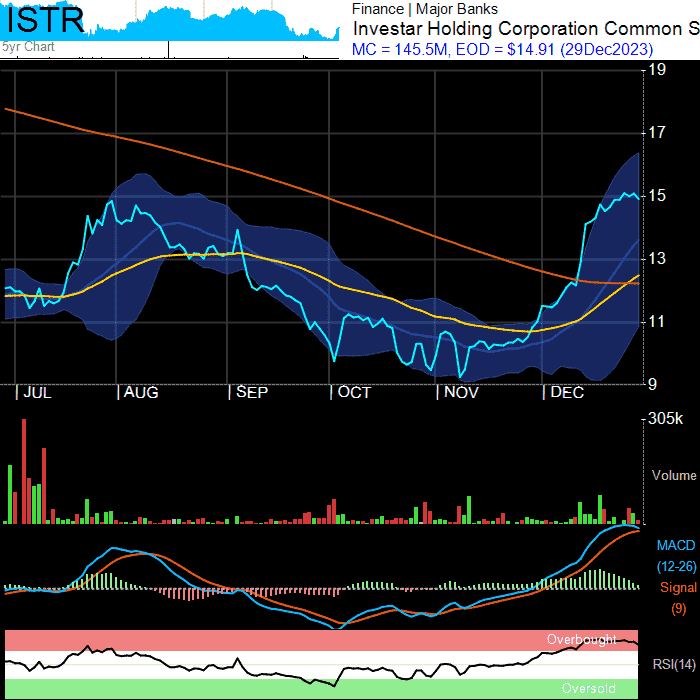 ISTR
5yr Chart
Finance | Major Banks
Investar Holding Corporation Common S
MC = 145.5M, EOD = $14.91 (29Dec2023)
19
17
15
13
11
9
JUL AUG SEP OCT NOV DEC
305k
Volume
MACD
(12-26)
Signal
(9)
Overbought
RSI(14)
Oversold